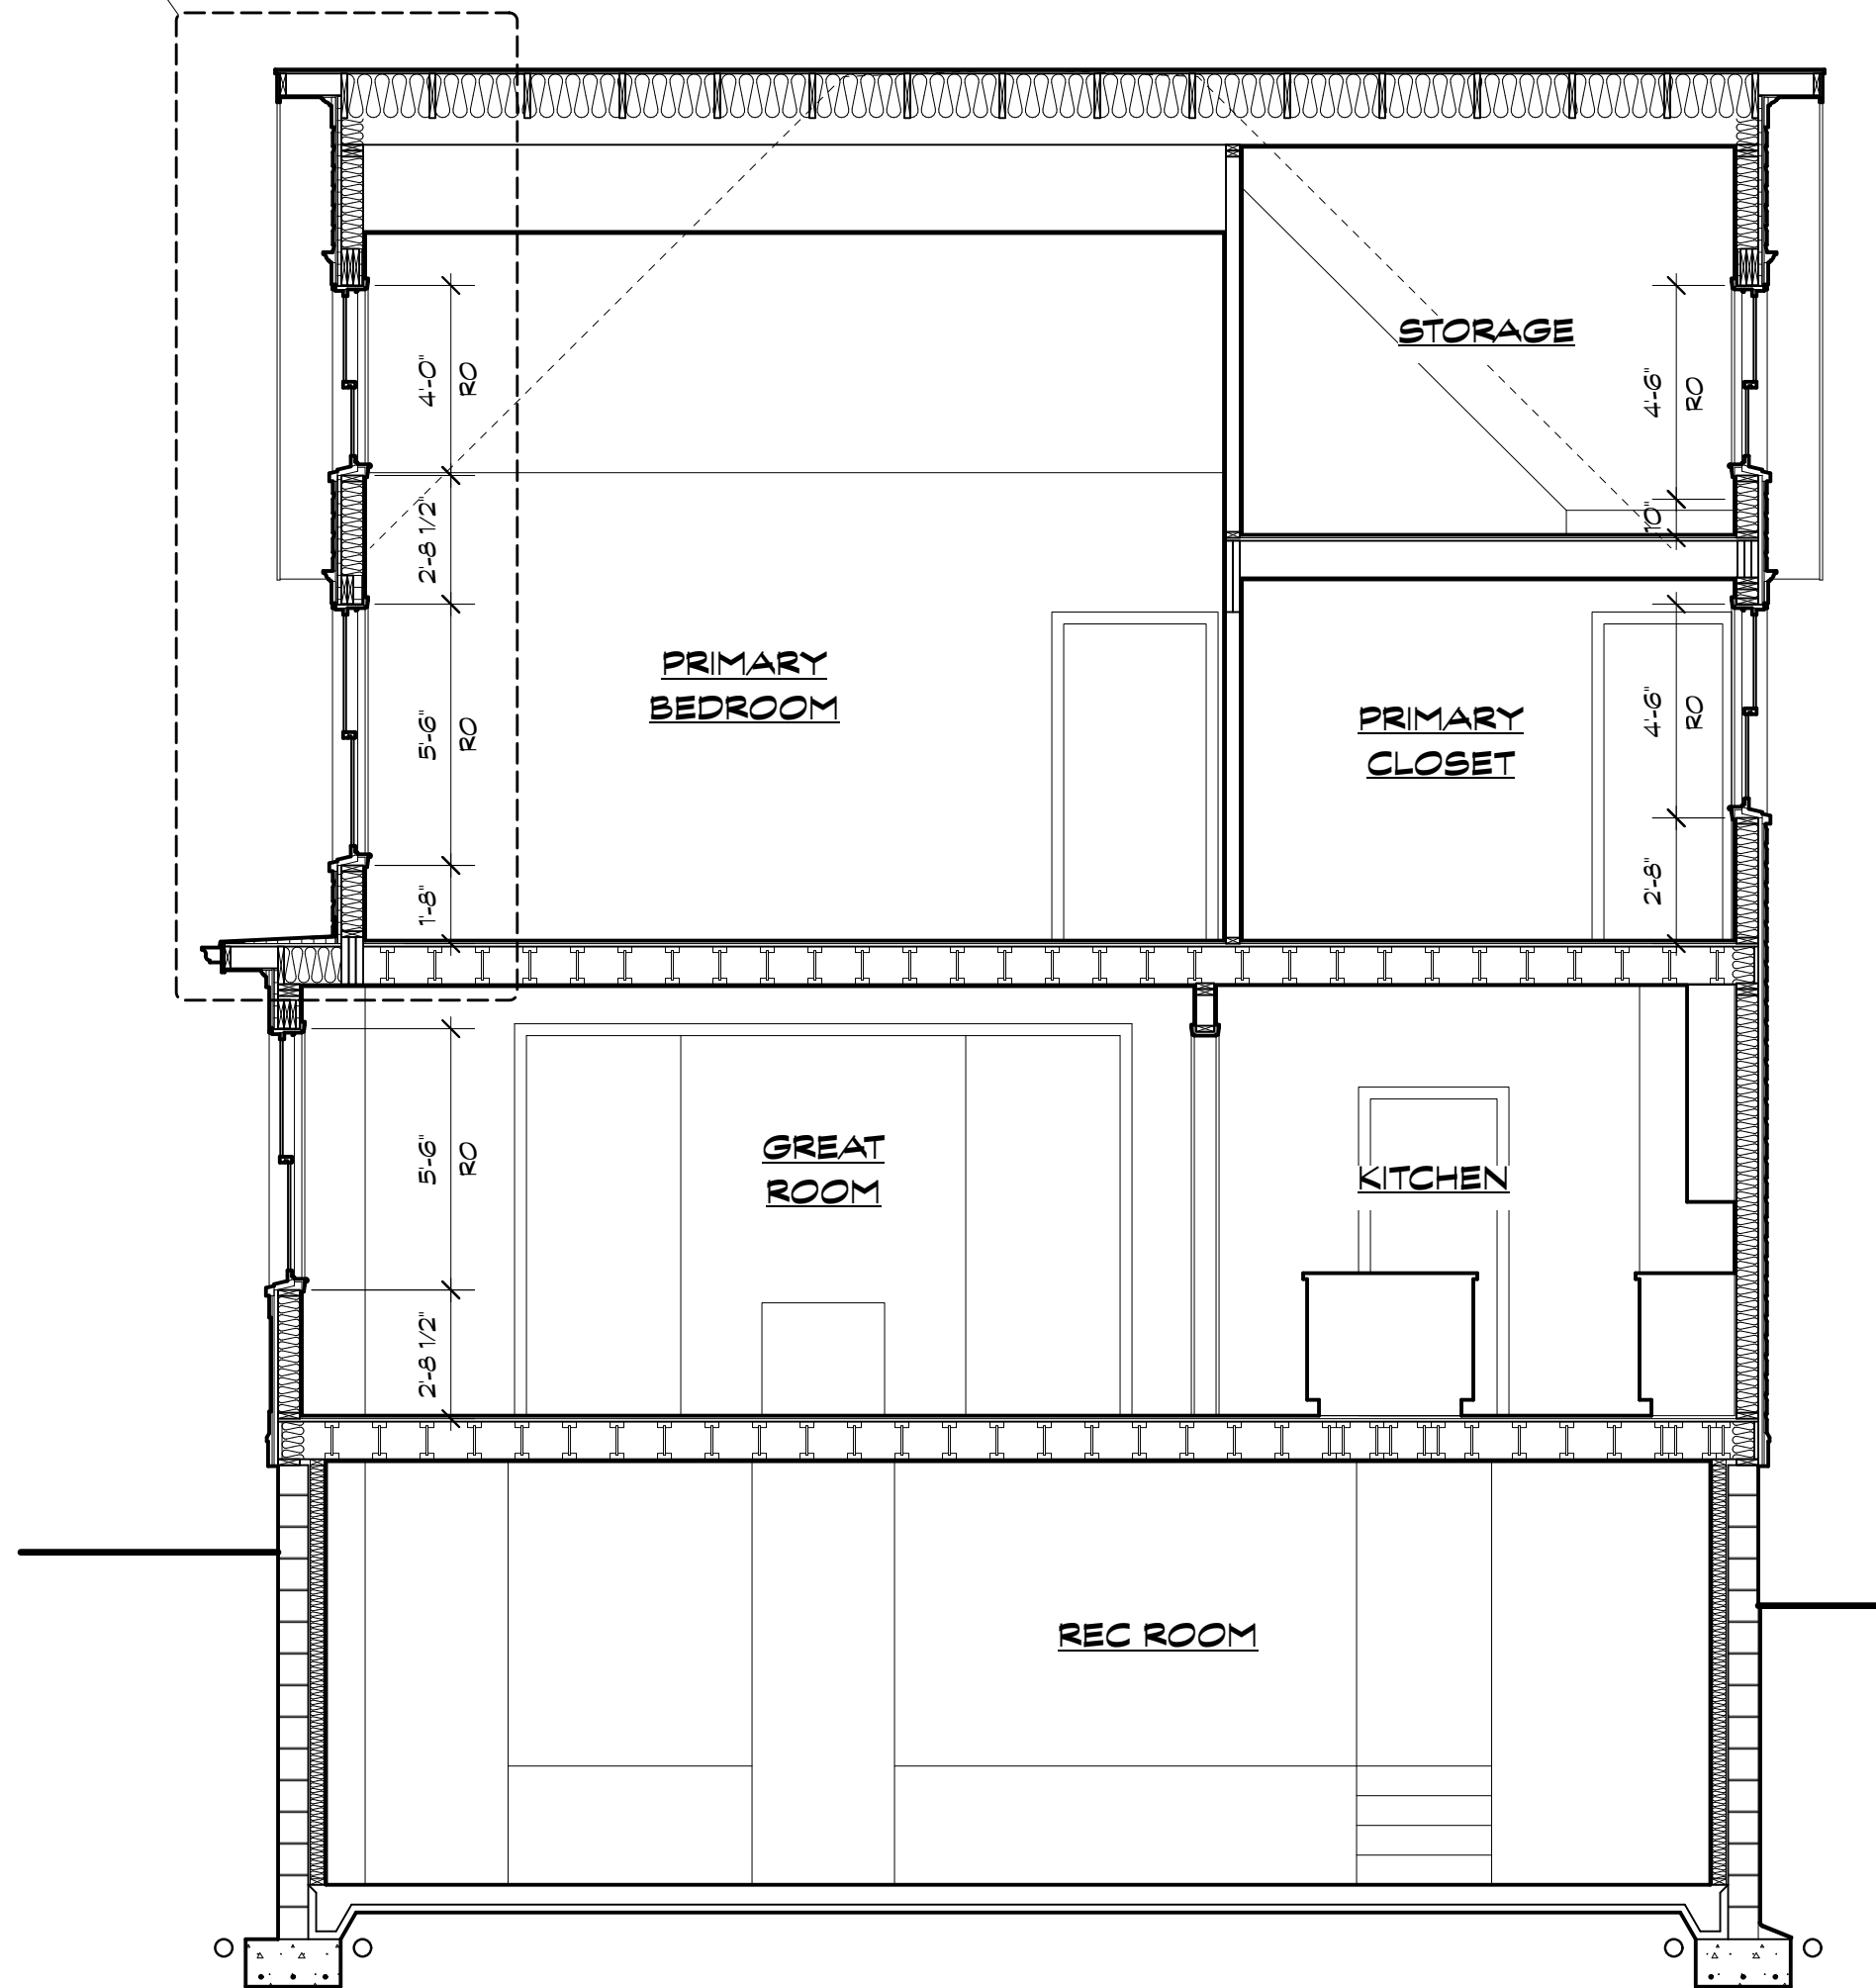 STORAGE
4'-0"
RO
4'-6"
RO
2'-8 1/2"
10"
PRIMARY
BEDROOM
5'-6"
RO
PRIMARY
CLOSET
4'-6"
RO
1'-8"
2'-8"
GREAT
ROOM
5'-6"
RO
KITCHEN
2'-8 1/2"
REC ROOM